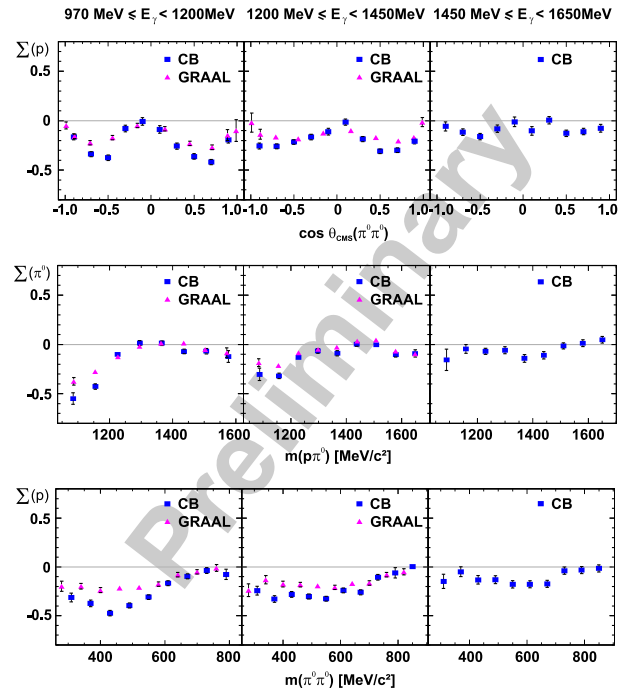 970 MeV ⩽ E_γ < 1200MeV 1200 MeV ⩽ E_γ < 1450MeV 1450 MeV ⩽ E_γ < 1650MeV
∑(p)
CB CB CB
GRAAL GRAAL
0.5
0
-0.5
-1.0 -0.5 0 0.5 1.0 -1.0 -0.5 0 0.5 1.0 -1.0 -0.5 0 0.5 1.0
cos θ_CMS(π⁰π⁰)
∑(π⁰)
CB CB CB
GRAAL GRAAL
0.5
0
-0.5
1200 1400 1600 1200 1400 1600 1200 1400 1600
m(pπ⁰) [MeV/c²]
∑(p)
CB CB CB
GRAAL GRAAL
0.5
0
-0.5
400 600 800 400 600 800 400 600 800
m(π⁰π⁰) [MeV/c²]
Preliminary